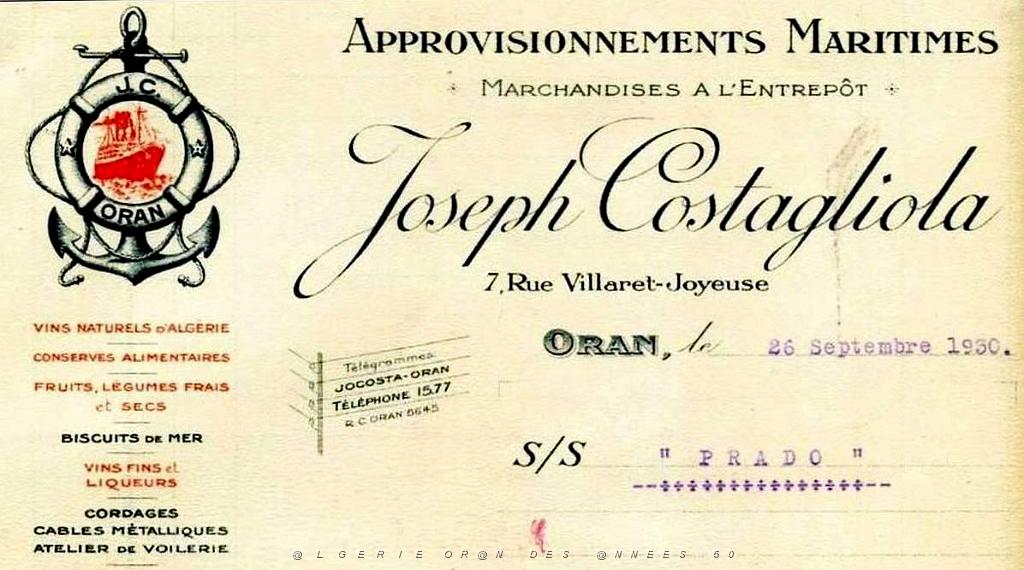 APPROVISIONNEMENTS MARITIMES
MARCHANDISES A L'ENTREPÔT
Joseph Costagliola
7, RUE VILLARET-JOYEUSE
ORAN, le 26 Septembre 1930.
J.C.
ORAN
VINS NATURELS D'ALGÉRIE
CONSERVES ALIMENTAIRES
FRUITS, LÉGUMES FRAIS
et SECS
BISCUITS DE MER
VINS FINS et
LIQUEURS
CORDAGES
CABLES MÉTALLIQUES
ATELIER DE VOILERIE
Télégrammes
JOCOSTA-ORAN
TÉLÉPHONE 15.77
R.C. ORAN 5645
S/S " PRADO "
@LGERIE OR@N DES @NNEES 50